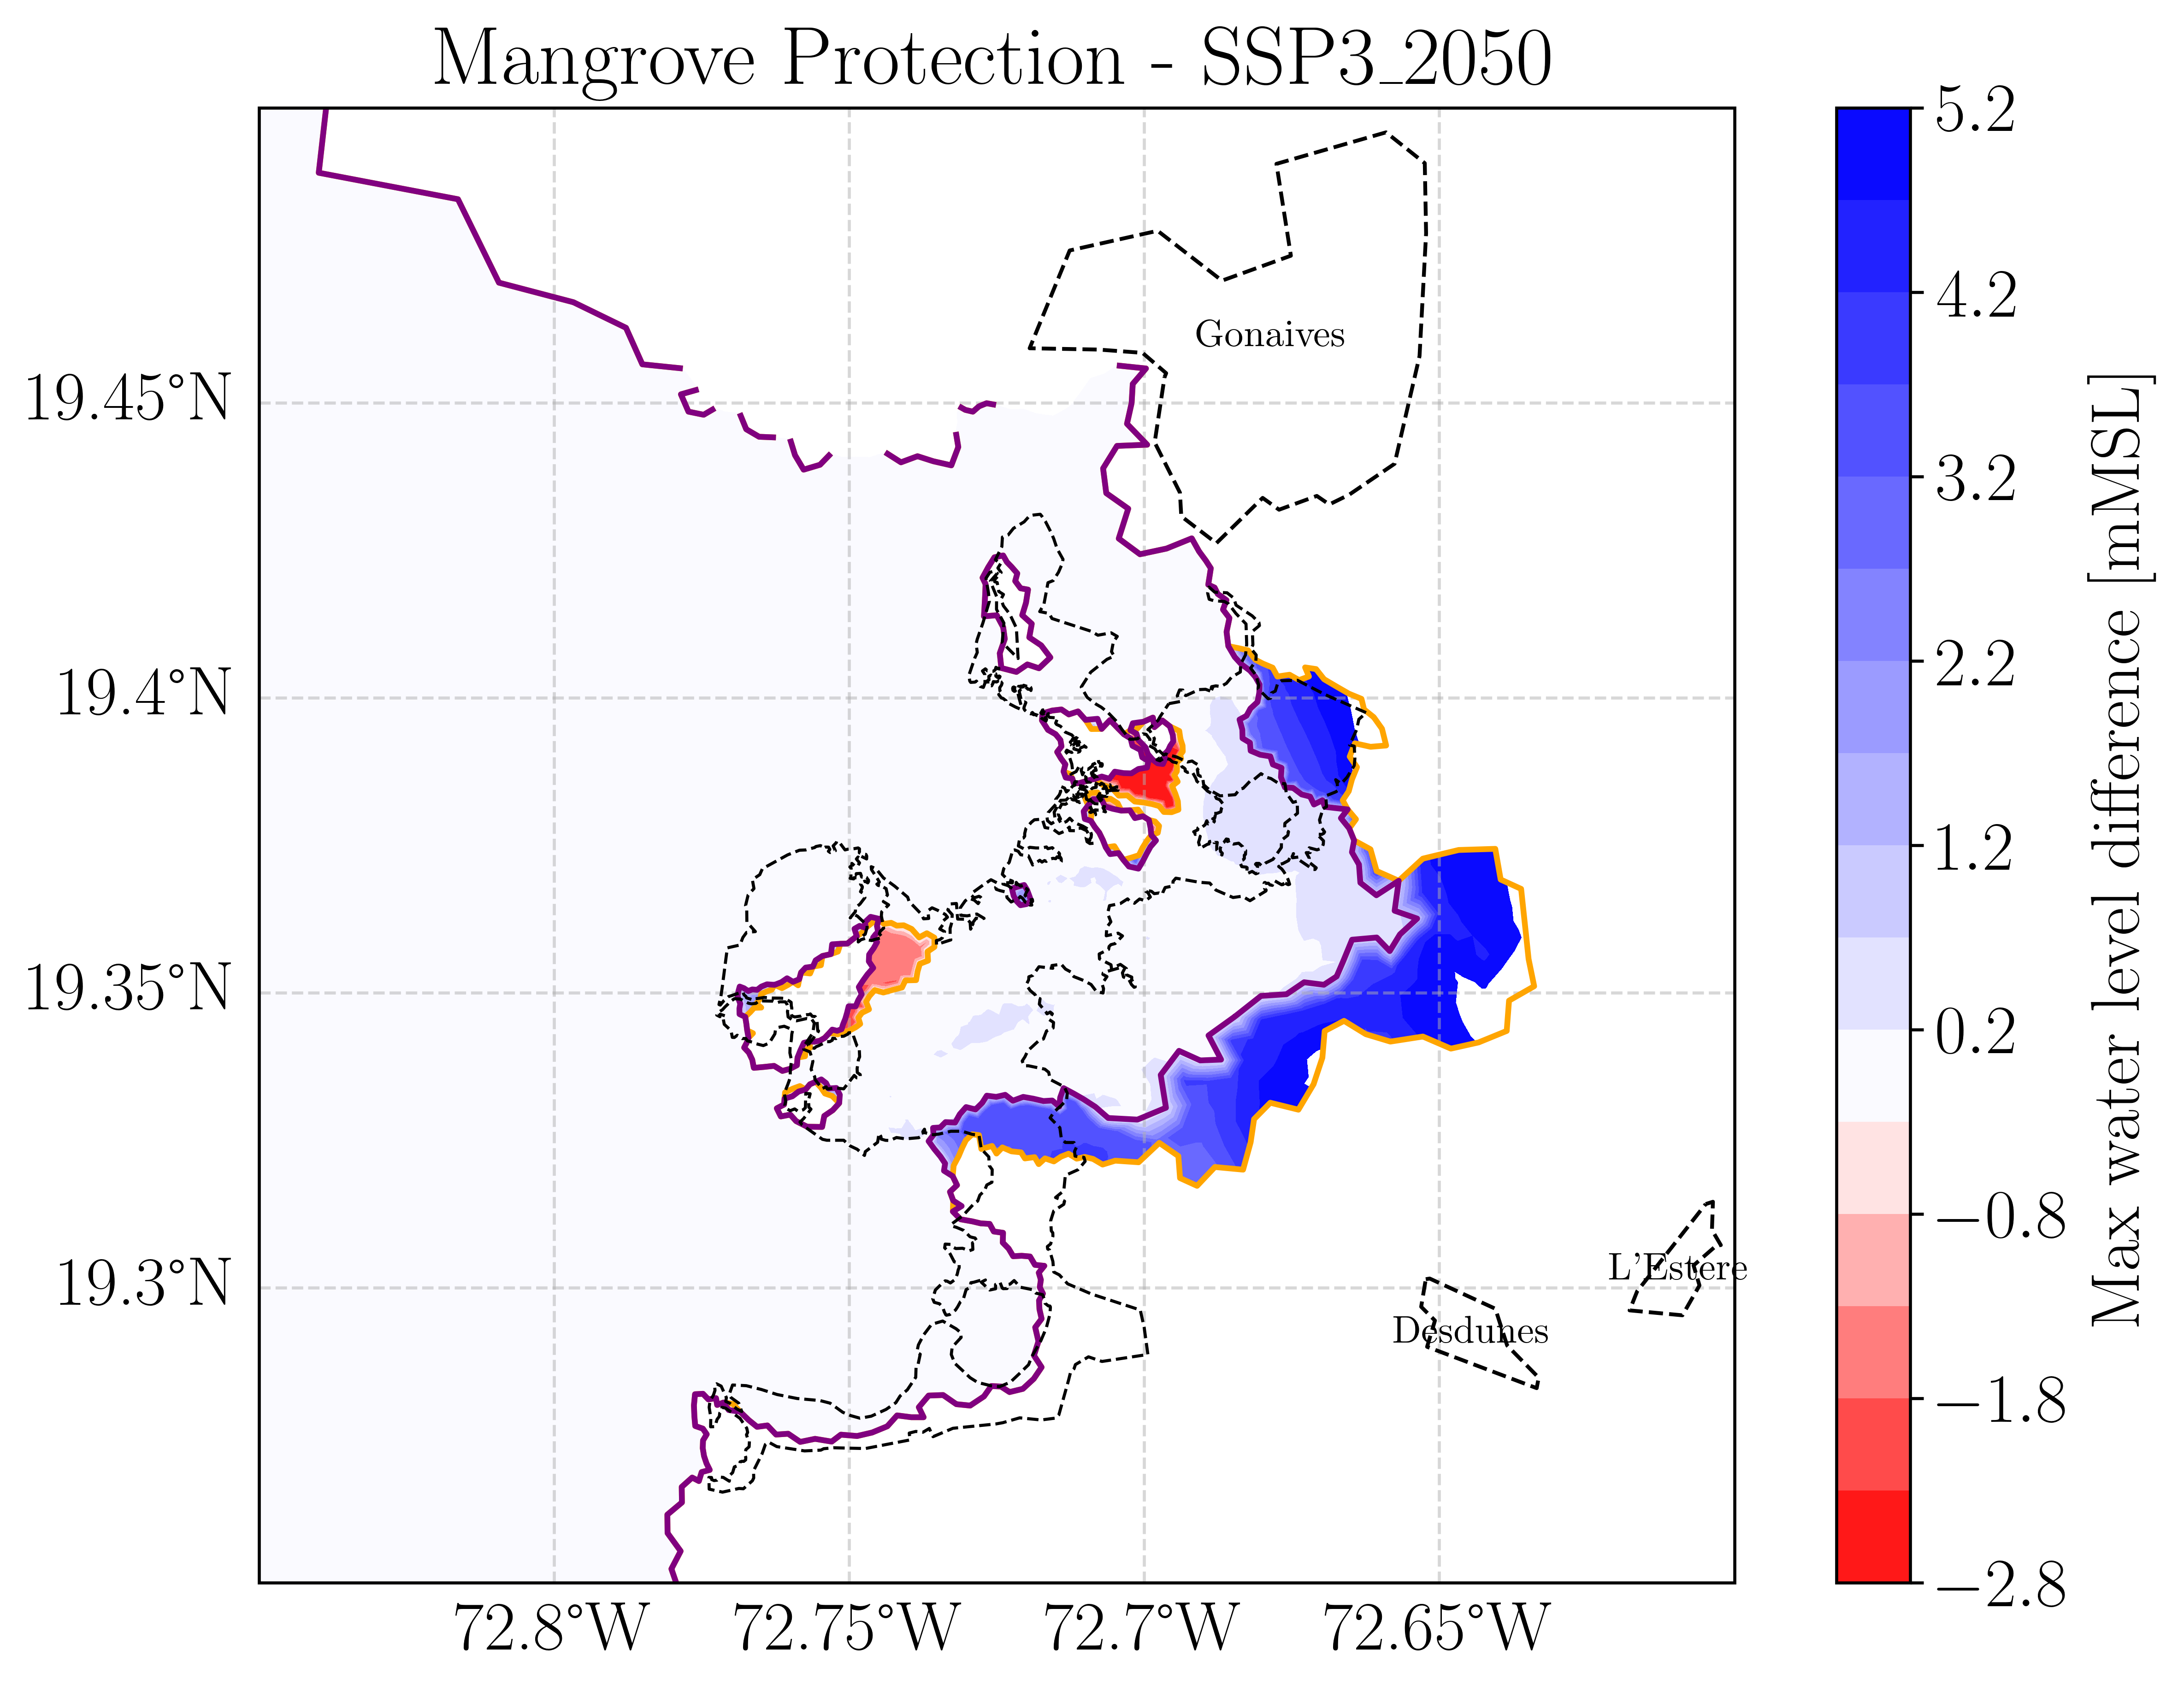 Mangrove Protection - SSP3_2050
5.2
4.2
3.2
2.2
1.2
0.2
−0.8
−1.8
−2.8
Max water level difference [mMSL]
19.45°N
19.4°N
19.35°N
19.3°N
Gonaives
L'Estere
Desdunes
72.8°W
72.75°W
72.7°W
72.65°W